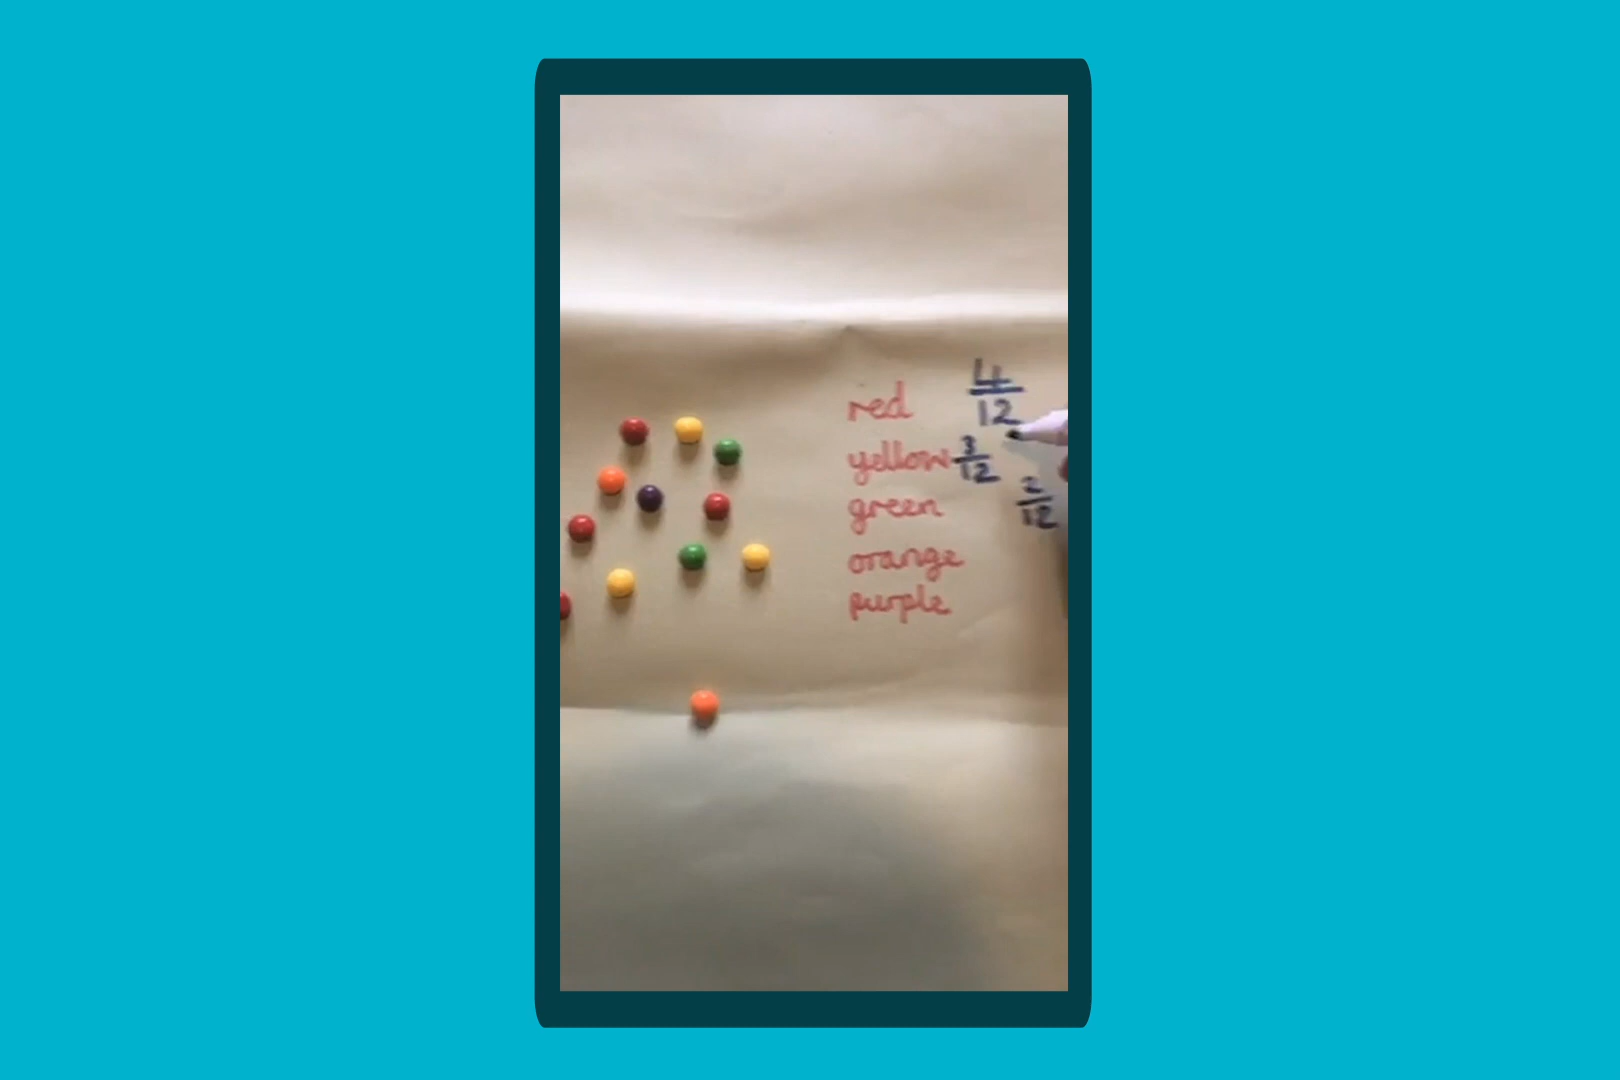 red 4/12
yellow 3/12
green 2/12
orange
purple